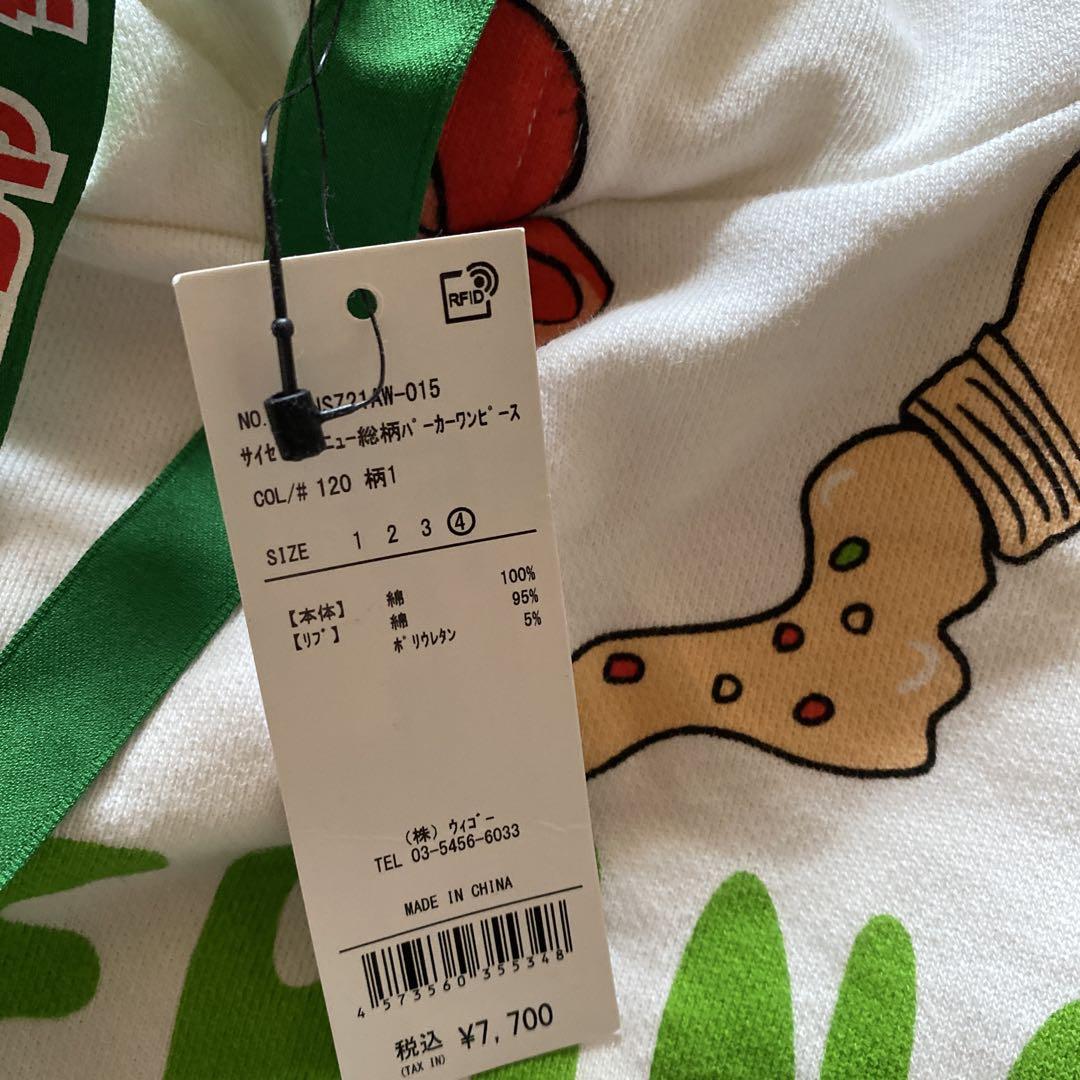 RFID
NO. SZ21AW-015
サイセ ニュー総柄パーカーワンピース
COL/# 120 柄1
SIZE 1 2 3 ④
100%
【本体】 綿 95%
【リブ】 綿 5%
ポリウレタン
(株) ウィゴー
TEL 03-5456-6033
MADE IN CHINA
4573560355348
税込 ¥7,700
(TAX IN)